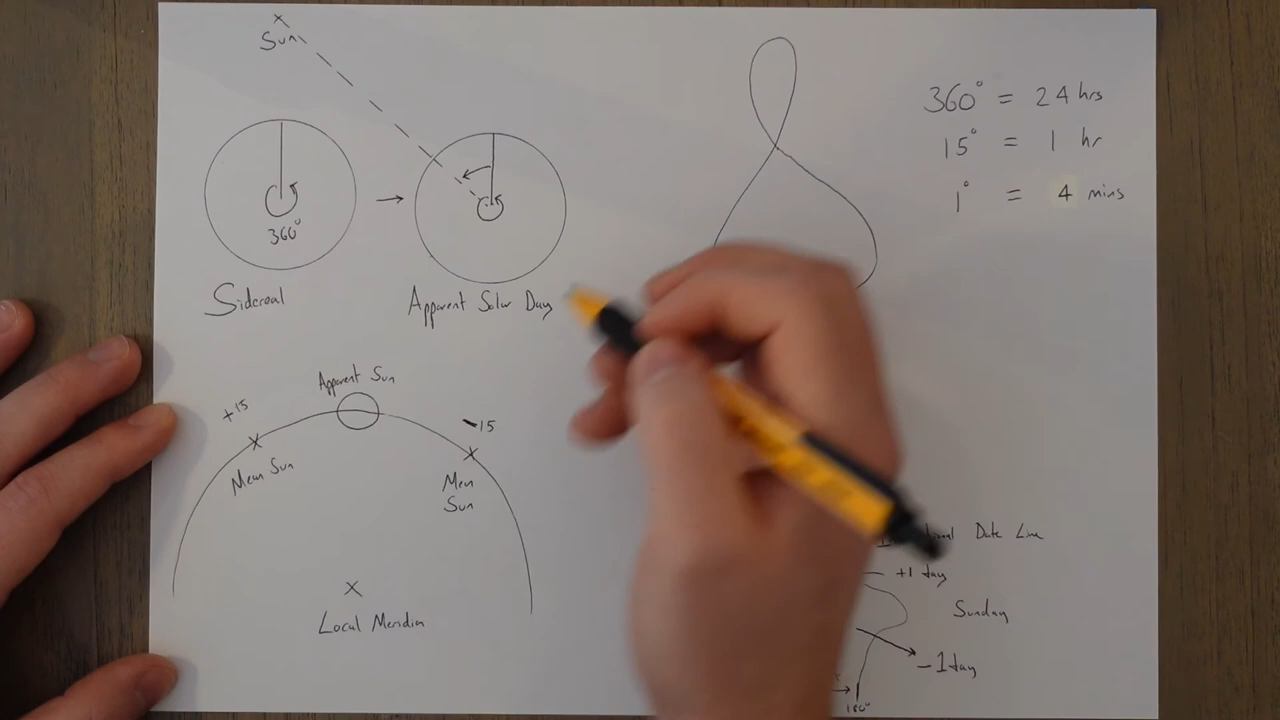 Sun
360°
Sidereal
Apparent Solar Day
360° = 24 hrs
15° = 1 hr
1° = 4 mins
Apparent Sun
+15
-15
Mean Sun
Mean
Sun
Local Meridian
Date Line
+1 day
Sunday
-1 day
180°